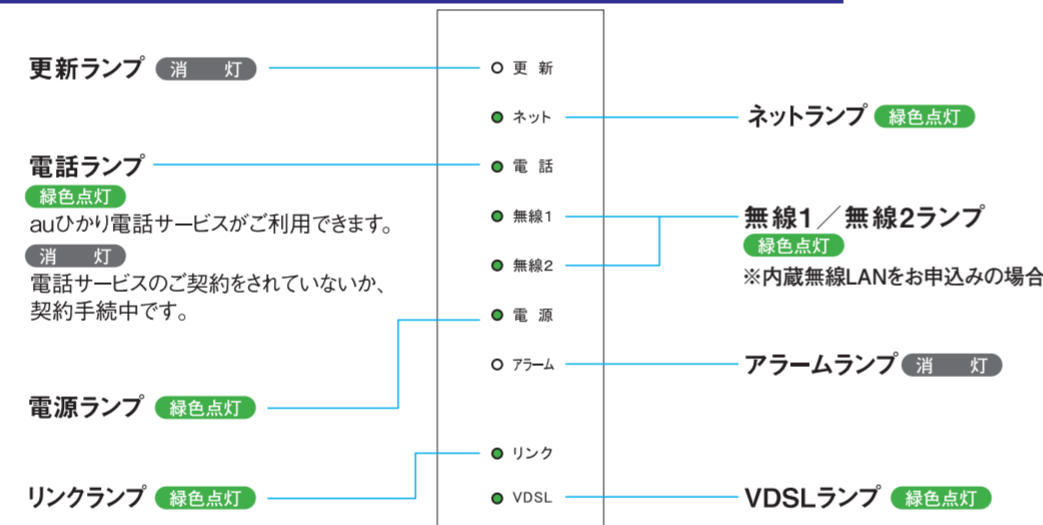 更新ランプ 消 灯
電話ランプ
緑色点灯
auひかり電話サービスがご利用できます。
消 灯
電話サービスのご契約をされていないか、
契約手続中です。
電源ランプ 緑色点灯
リンクランプ 緑色点灯
更 新
ネット
電 話
無線1
無線2
電 源
アラーム
リンク
VDSL
ネットランプ 緑色点灯
無線1／無線2ランプ
緑色点灯
※内蔵無線LANをお申込みの場合
アラームランプ 消 灯
VDSLランプ 緑色点灯